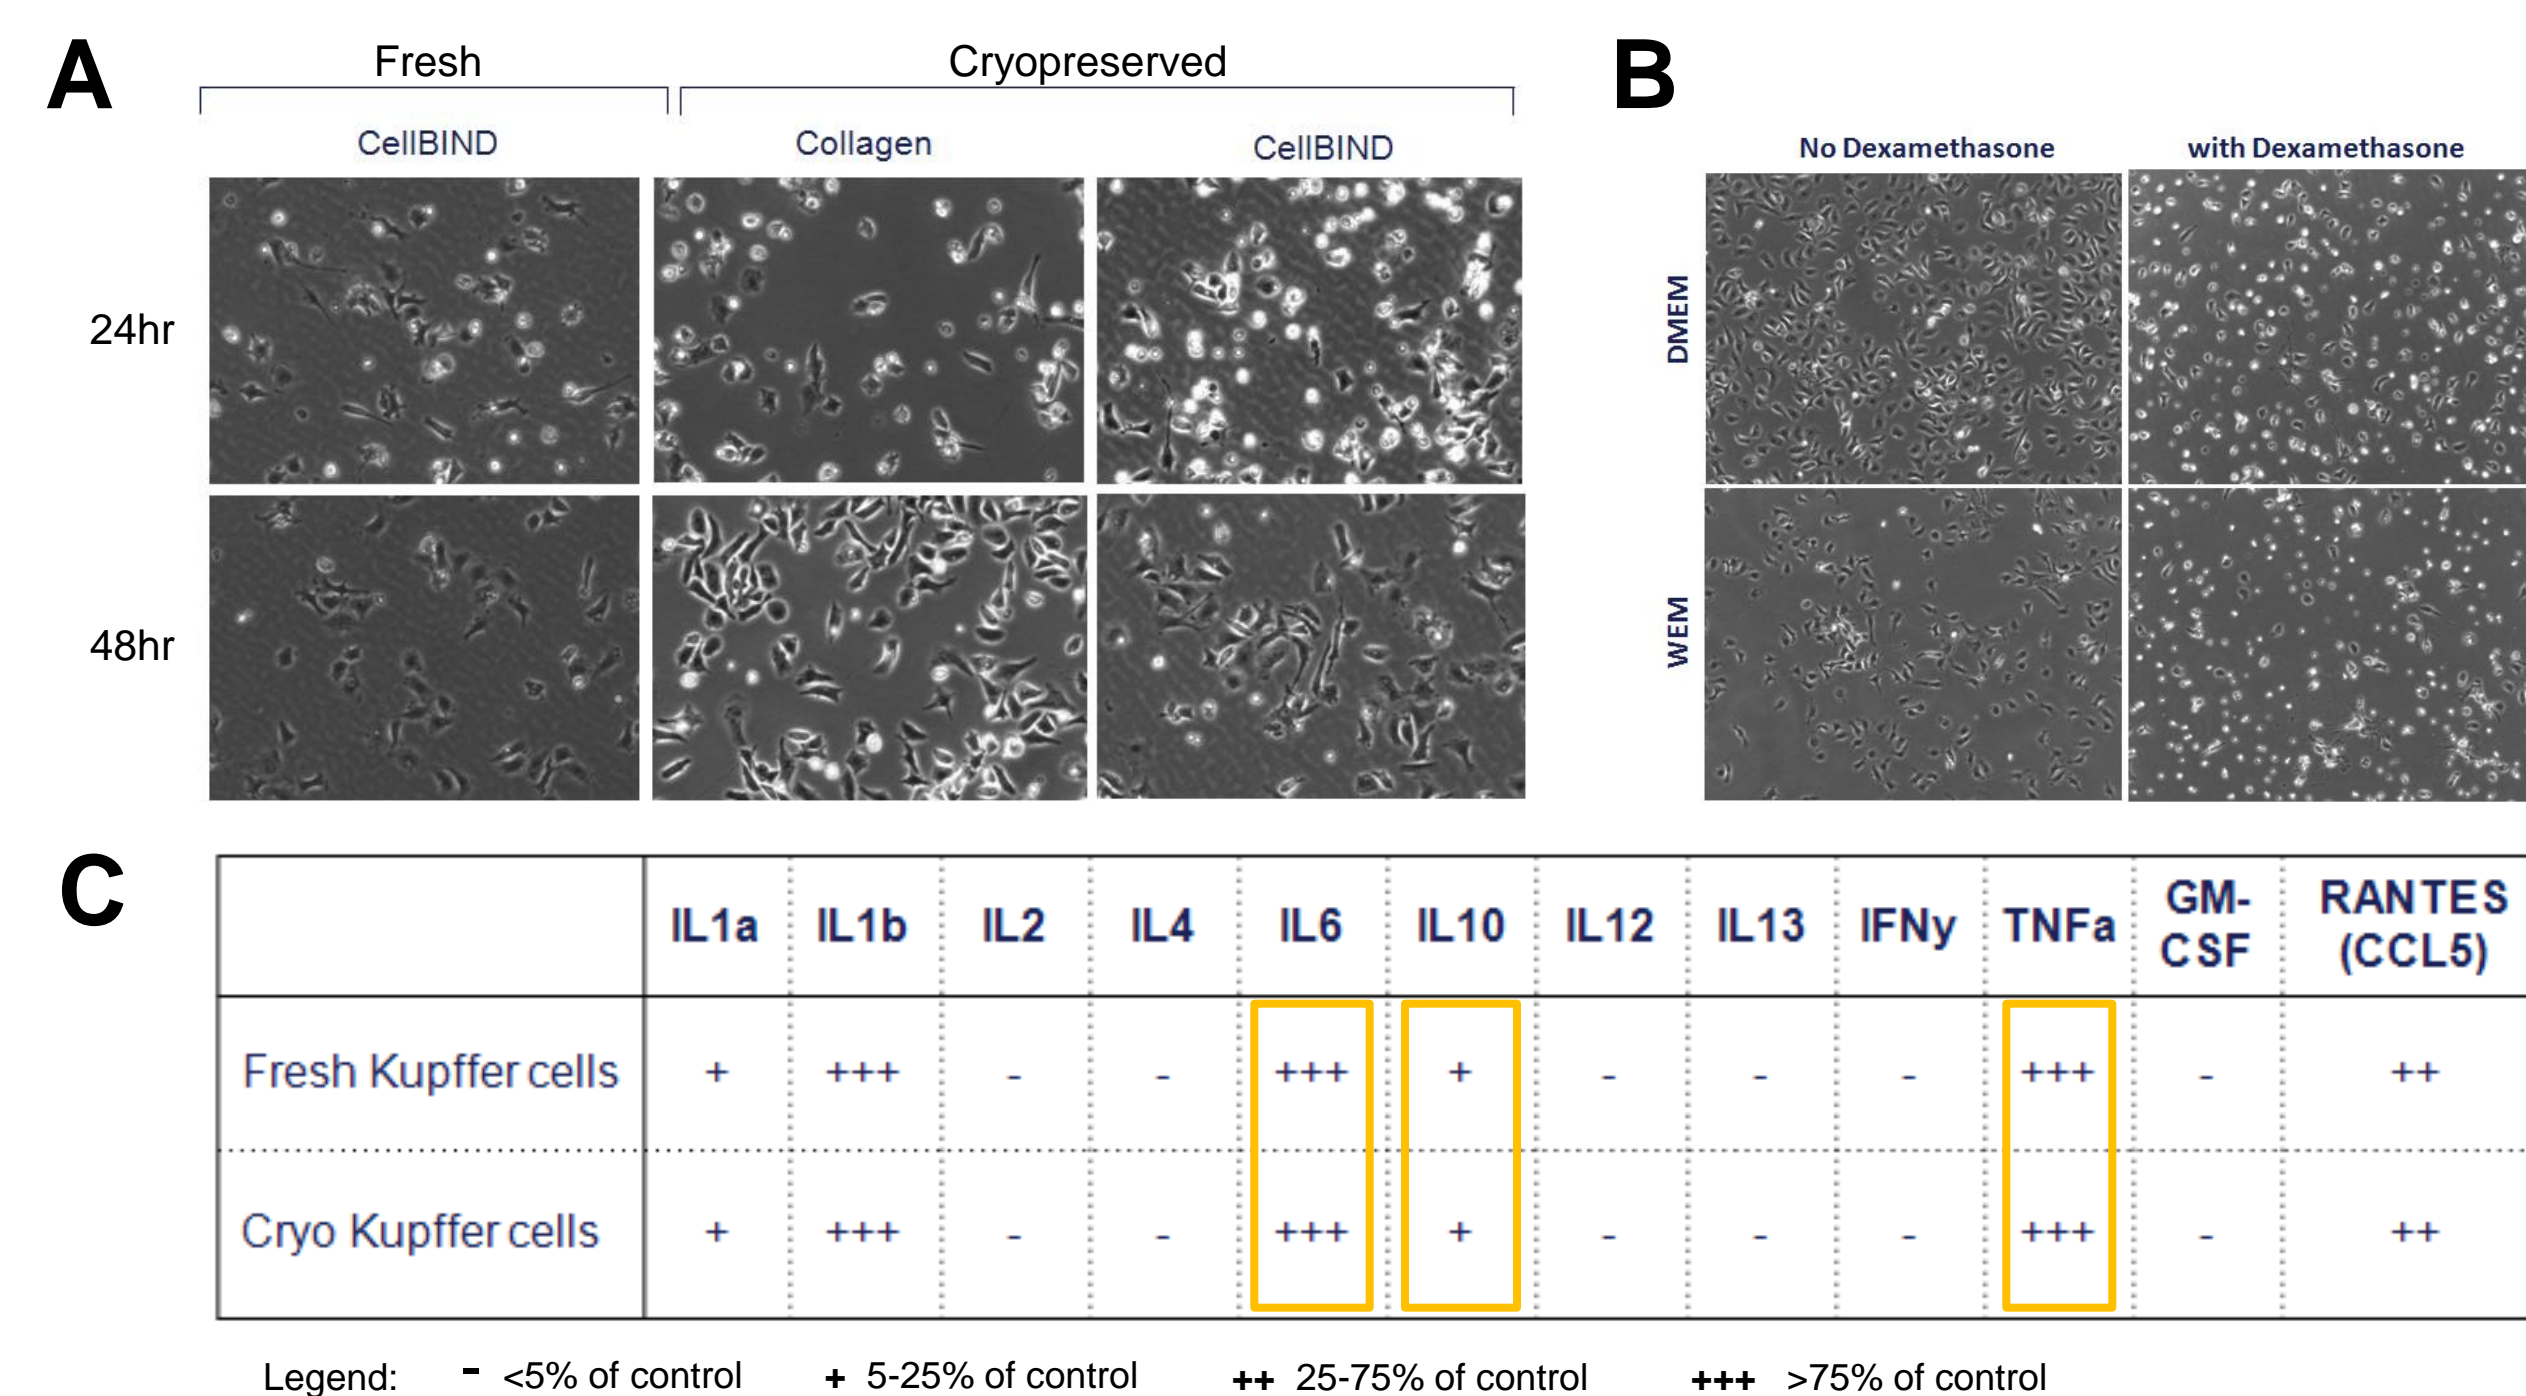 A
Fresh
Cryopreserved
CellBIND
Collagen
CellBIND
24hr
48hr
B
No Dexamethasone
with Dexamethasone
DMEM
WEM
C
IL1a IL1b IL2 IL4 IL6 IL10 IL12 IL13 IFNy TNFa GM-CSF RANTES (CCL5)
Fresh Kupffer cells + +++ - - +++ + - - - +++ - ++
Cryo Kupffer cells + +++ - - +++ + - - - +++ - ++
Legend: - <5% of control + 5-25% of control ++ 25-75% of control +++ >75% of control